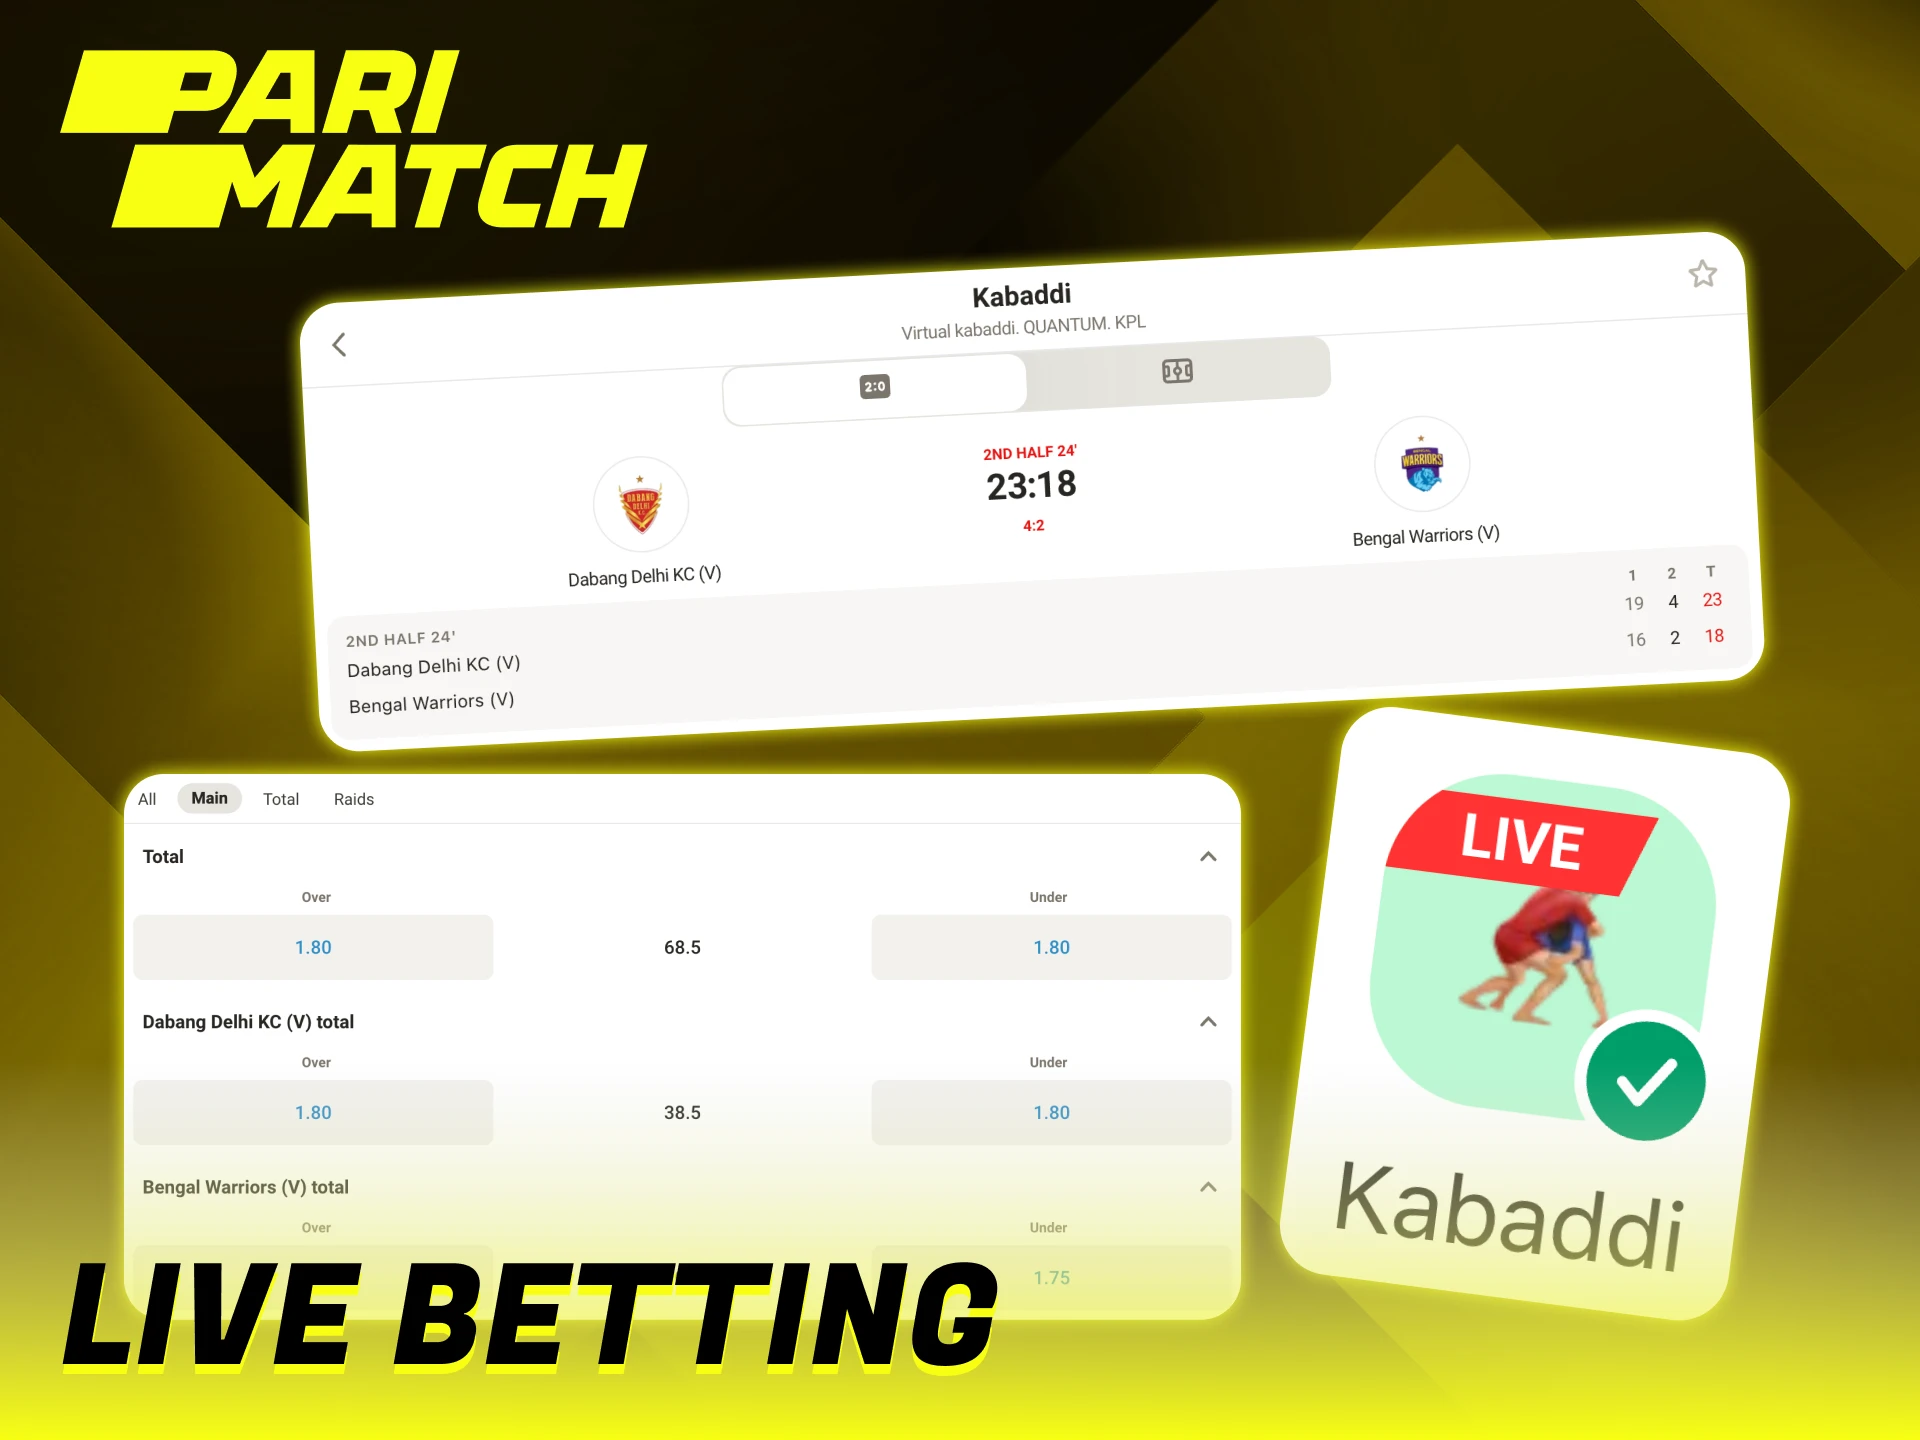 PARI
MATCH
Kabaddi
Virtual kabaddi. QUANTUM. KPL
2:0
2ND HALF 24'
23:18
4:2
DABANG
DELHI
K.C.
WARRIORS
Dabang Delhi KC (V)
Bengal Warriors (V)
1 2 T
2ND HALF 24'
Dabang Delhi KC (V) 19 4 23
Bengal Warriors (V) 16 2 18
All Main Total Raids
Total
Over Under
1.80 68.5 1.80
Dabang Delhi KC (V) total
Over Under
1.80 38.5 1.80
Bengal Warriors (V) total
Over Under
1.75
LIVE
Kabaddi
LIVE BETTING